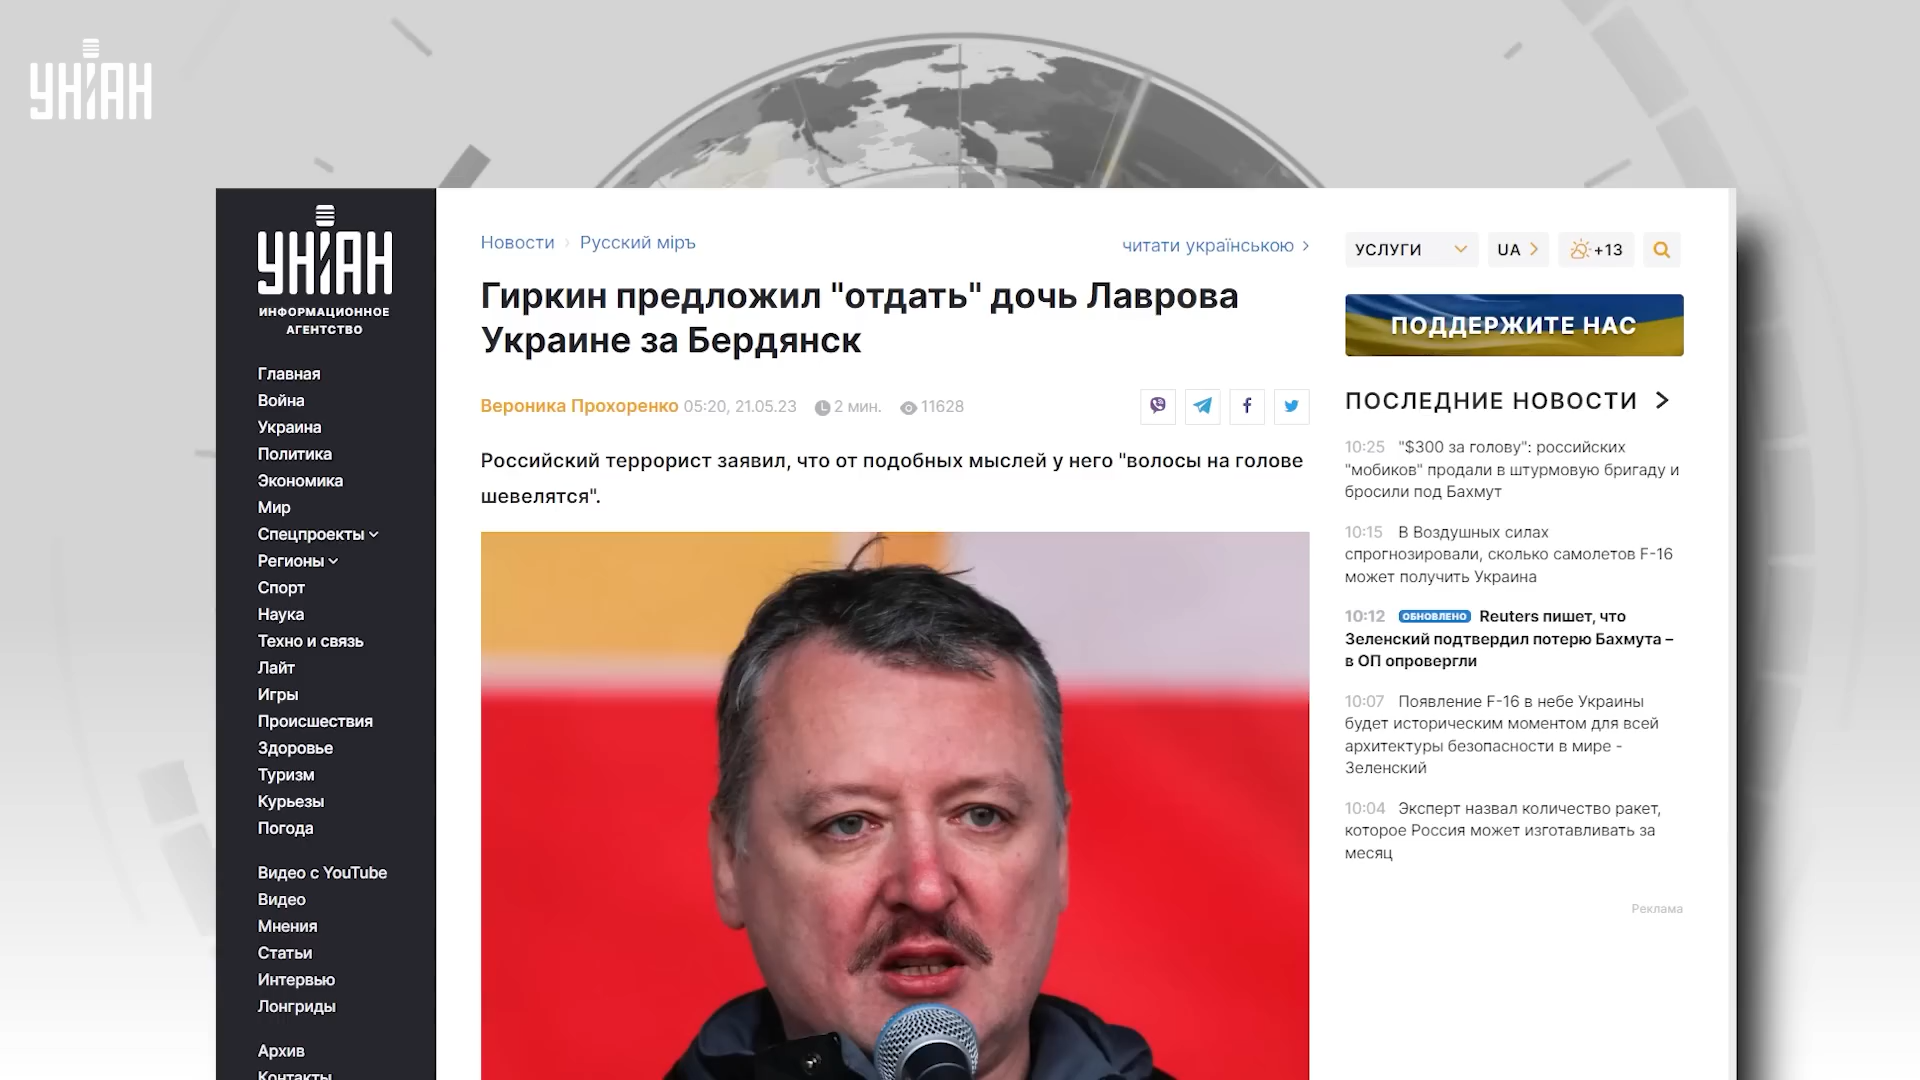 УНІАН
УНІАН
ИНФОРМАЦИОННОЕ
АГЕНТСТВО
Главная
Война
Украина
Политика
Экономика
Мир
Спецпроекты
Регионы
Спорт
Наука
Техно и связь
Лайт
Игры
Происшествия
Здоровье
Туризм
Курьезы
Погода
Видео с YouTube
Видео
Мнения
Статьи
Интервью
Лонгриды
Архив
Контакты
Новости › Русский міръ
читати українською >
Гиркин предложил "отдать" дочь Лаврова
Украине за Бердянск
Вероника Прохоренко 05:20, 21.05.23 2 мин. 11628
Российский террорист заявил, что от подобных мыслей у него "волосы на голове
шевелятся".
УСЛУГИ UA +13
ПОДДЕРЖИТЕ НАС
ПОСЛЕДНИЕ НОВОСТИ
10:25 "$300 за голову": российских
"мобиков" продали в штурмовую бригаду и
бросили под Бахмут
10:15 В Воздушных силах
спрогнозировали, сколько самолетов F-16
может получить Украина
10:12 ОБНОВЛЕНО Reuters пишет, что
Зеленский подтвердил потерю Бахмута –
в ОП опровергли
10:07 Появление F-16 в небе Украины
будет историческим моментом для всей
архитектуры безопасности в мире -
Зеленский
10:04 Эксперт назвал количество ракет,
которое Россия может изготавливать за
месяц
Реклама